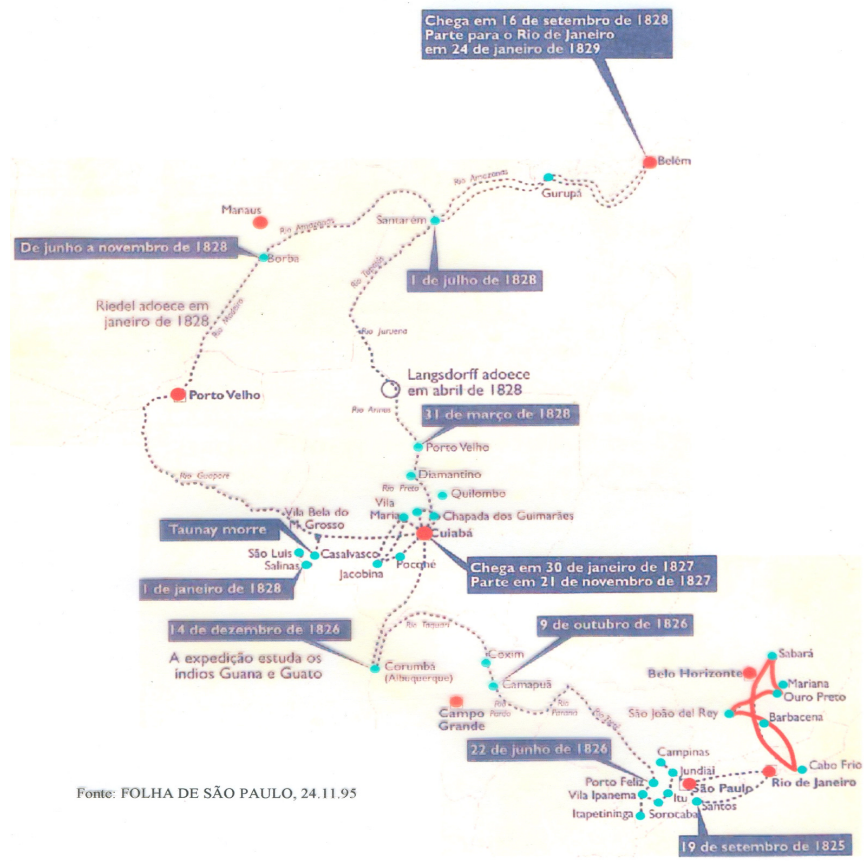 Chega em 16 de setembro de 1828
Parte para o Rio de Janeiro
em 24 de janeiro de 1829
Belém
Rio Amazonas
Gurupá
Manaus
Santarém
Rio Amazonas
De junho a novembro de 1828
Borba
Rio Tapajós
1 de julho de 1828
Riedel adoece em
janeiro de 1828
Rio Madeira
Rio Juruena
Langsdorff adoece
em abril de 1828
Porto Velho
Rio Arinos
31 de março de 1828
Porto Velho
Diamantino
Rio Guaporé
Rio Preto
Quilombo
Vila Bela do
M. Grosso
Vila
Maria
Chapada dos Guimarães
Taunay morre
Cuiabá
São Luis
Casalvasco
Salinas
Jacobina
Poconé
Chega em 30 de janeiro de 1827
Parte em 21 de novembro de 1827
1 de janeiro de 1828
14 de dezembro de 1826
Rio Taquari
9 de outubro de 1826
A expedição estuda os
índios Guana e Guato
Coxim
Corumbá
(Albuquerque)
Camapuã
Sabará
Belo Horizonte
Mariana
Ouro Preto
Campo
Grande
Rio
Pardo
Rio
Paraná
Rio Tietê
São João del Rey
Barbacena
22 de junho de 1826
Campinas
Jundiai
Cabo Frio
Porto Feliz
São Paulp
Rio de Janeiro
Vila Ipanema
Itu
Santos
Itapetininga
Sorocaba
19 de setembro de 1825
Fonte: FOLHA DE SÃO PAULO, 24.11.95